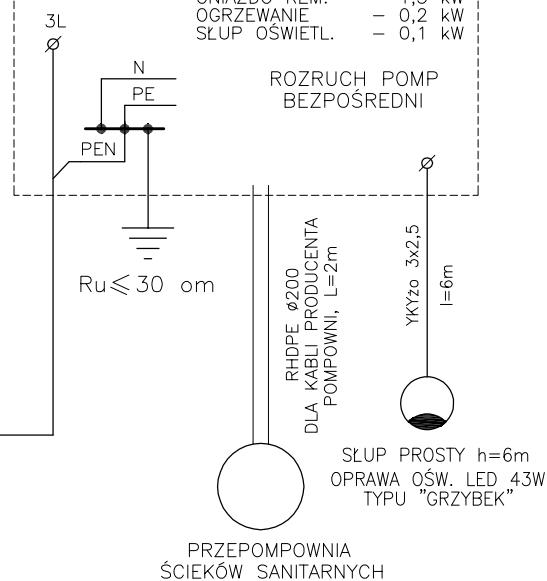 OGRZEWANIE – 0,2 kW
SŁUP OŚWIETL. – 0,1 kW
3L
N
PE
PEN
ROZRUCH POMP
BEZPOŚREDNI
Ru≤30 om
RHDPE ø200
DLA KABLI PRODUCENTA
POMPOWNI, L=2m
YKYżo 3x2,5
l=6m
SŁUP PROSTY h=6m
OPRAWA OŚW. LED 43W
TYPU "GRZYBEK"
PRZEPOMPOWNIA
ŚCIEKÓW SANITARNYCH